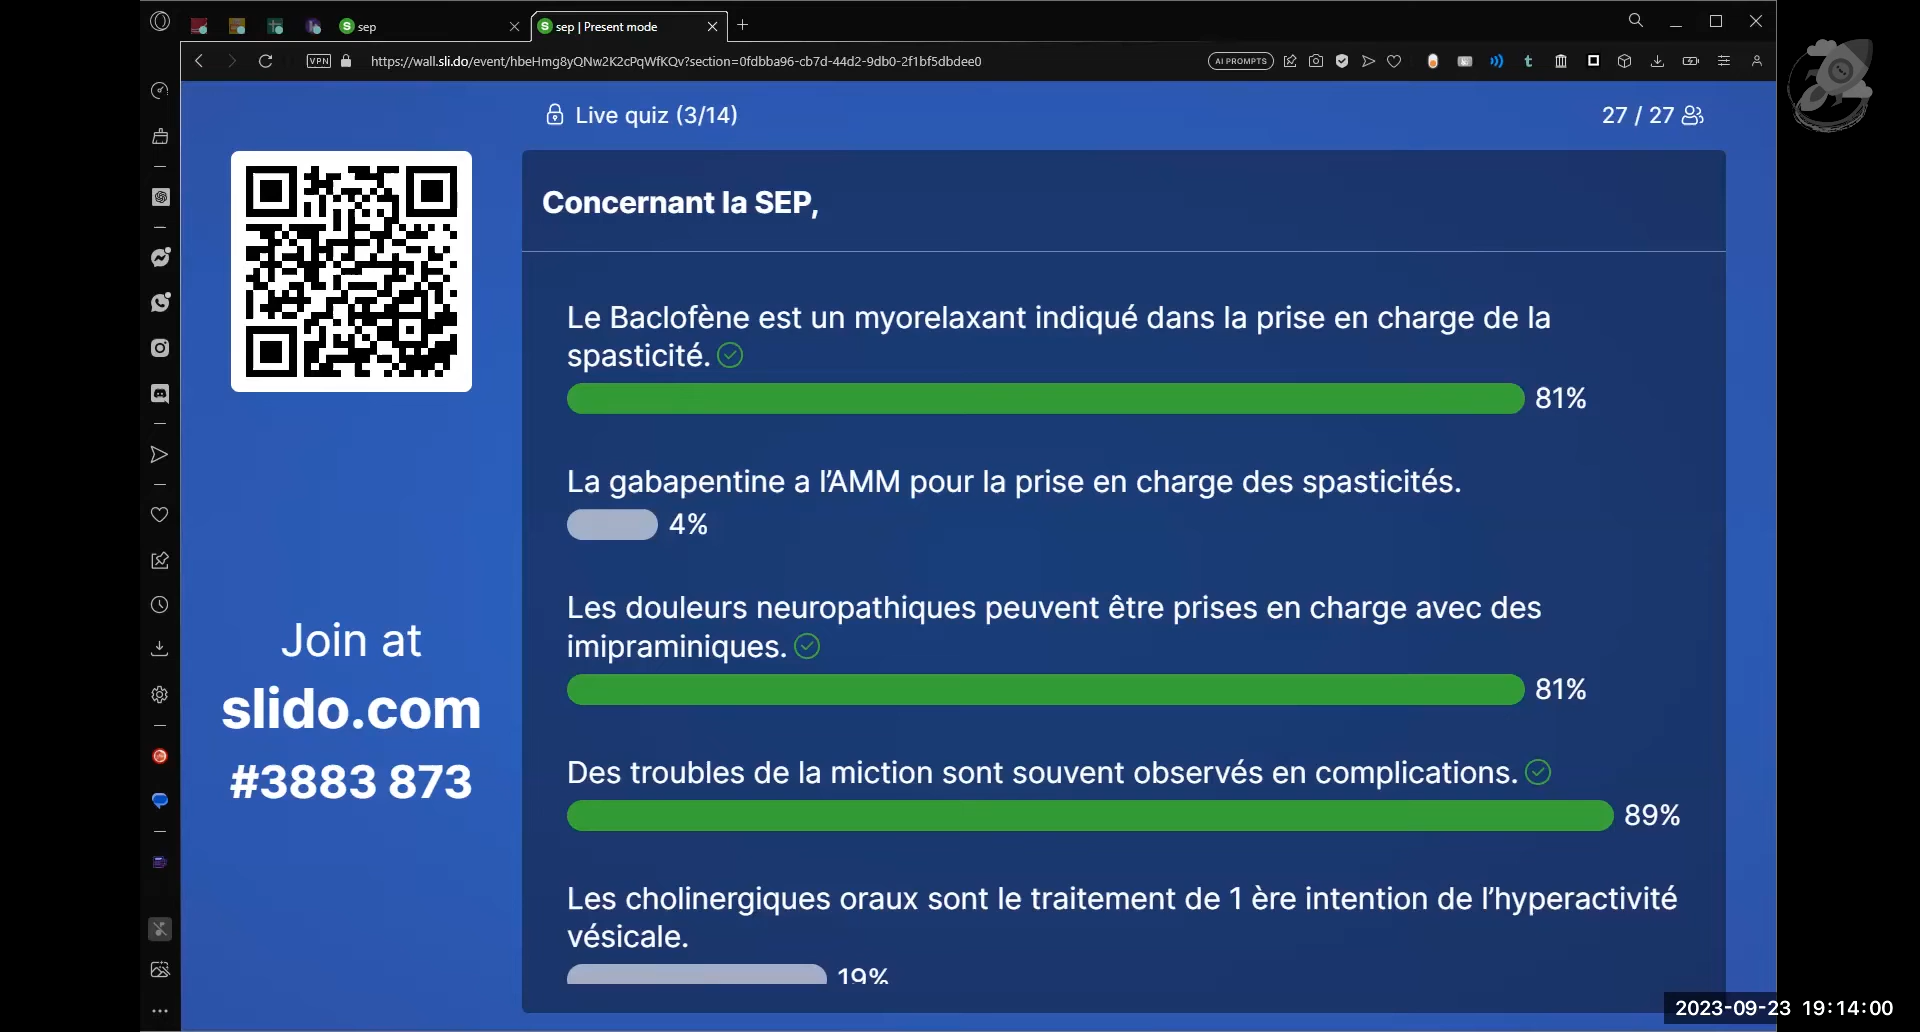 sep
sep | Present mode
VPN
https://wall.sli.do/event/hbeHmg8yQNw2K2cPqWfKQv?section=0fdbba96-cb7d-44d2-9db0-2f1bf5dbdee0
AI PROMPTS
Live quiz (3/14)
27 / 27
Concernant la SEP,
Le Baclofène est un myorelaxant indiqué dans la prise en charge de la
spasticité.
81%
La gabapentine a l’AMM pour la prise en charge des spasticités.
4%
Les douleurs neuropathiques peuvent être prises en charge avec des
imipraminiques.
81%
Des troubles de la miction sont souvent observés en complications.
89%
Les cholinergiques oraux sont le traitement de 1 ère intention de l’hyperactivité
vésicale.
19%
Join at
slido.com
#3883 873
2023-09-23 19:14:00